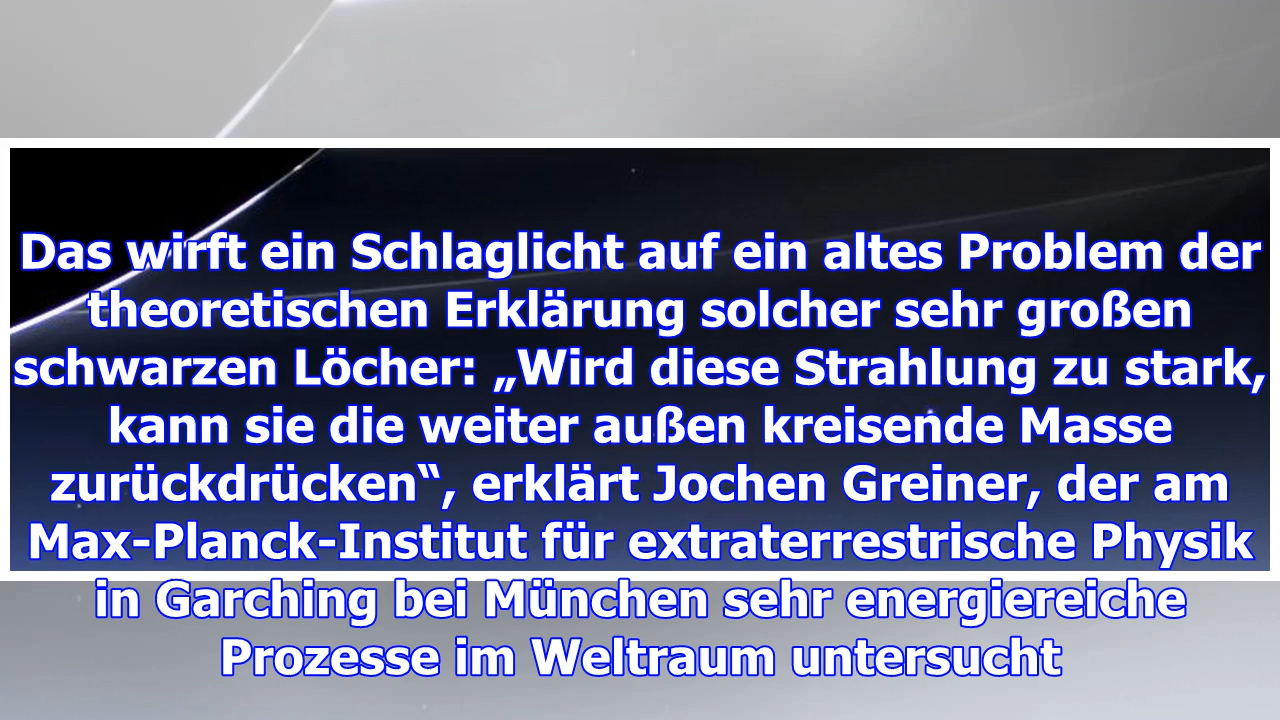 Das wirft ein Schlaglicht auf ein altes Problem der
theoretischen Erklärung solcher sehr großen
schwarzen Löcher: „Wird diese Strahlung zu stark,
kann sie die weiter außen kreisende Masse
zurückdrücken“, erklärt Jochen Greiner, der am
Max-Planck-Institut für extraterrestrische Physik
in Garching bei München sehr energiereiche
Prozesse im Weltraum untersucht